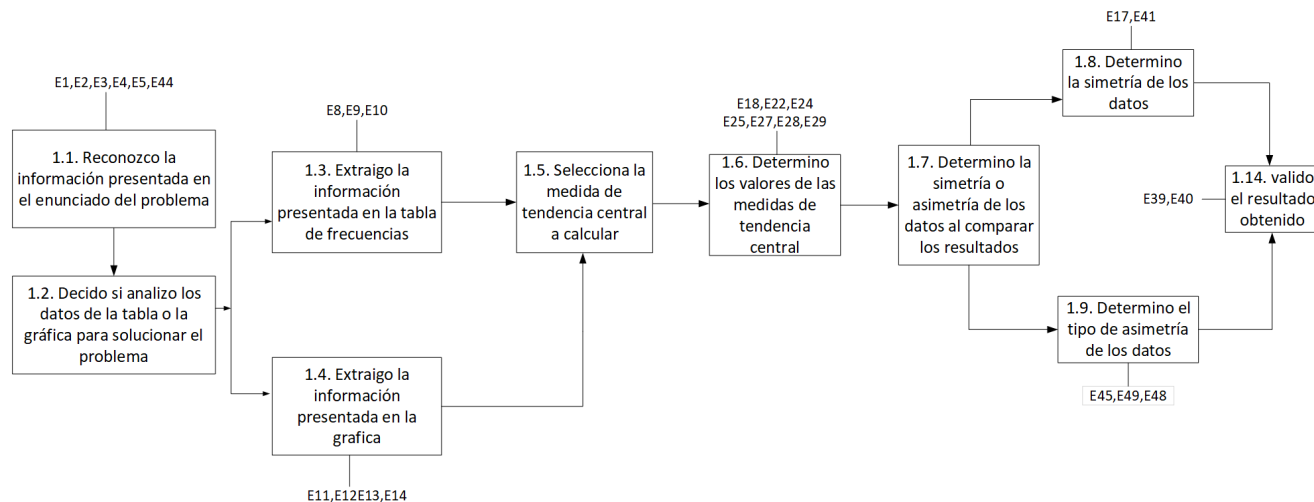 E1,E2,E3,E4,E5,E44
1.1. Reconozco la
información presentada en
el enunciado del problema
1.2. Decido si analizo los
datos de la tabla o la
gráfica para solucionar el
problema
E8,E9,E10
1.3. Extraigo la
información
presentada en la tabla
de frecuencias
1.4. Extraigo la
información
presentada en la
grafica
E11,E12E13,E14
1.5. Selecciona la
medida de
tendencia central
a calcular
E18,E22,E24
E25,E27,E28,E29
1.6. Determino
los valores de las
medidas de
tendencia
central
1.7. Determino la
simetría o
asimetría de los
datos al comparar
los resultados
E17,E41
1.8. Determino
la simetría de los
datos
1.9. Determino el
tipo de asimetría
de los datos
E45,E49,E48
E39,E40
1.14. valido
el resultado
obtenido